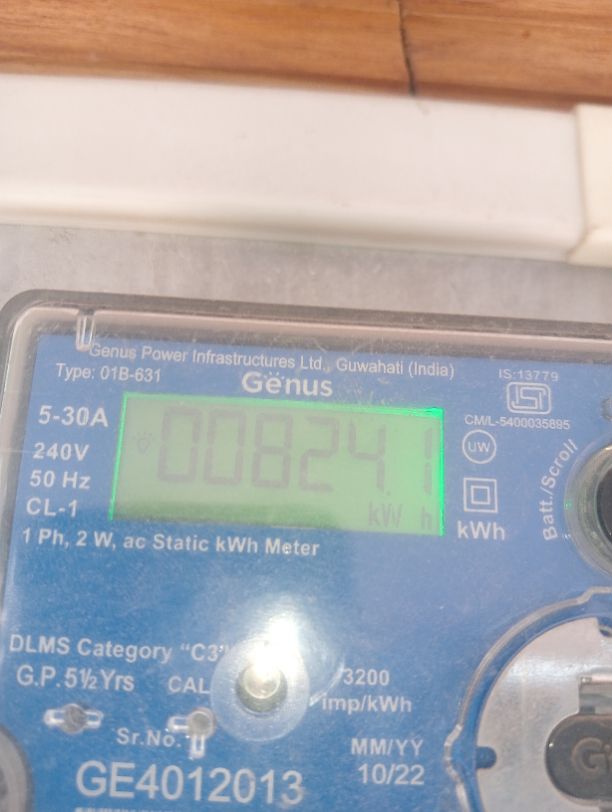 Genus Power Infrastructures Ltd., Guwahati (India)
Type: 01B-631
Genus
IS:13779
5-30A
00824.1
CM/L-5400035895
240V
UW
50 Hz
CL-1
kW h
kWh
Batt./Scroll
1 Ph, 2 W, ac Static kWh Meter
DLMS Category "C3"
G.P.5½Yrs
CAL
3200
imp/kWh
Sr.No.
MM/YY
GE4012013
10/22